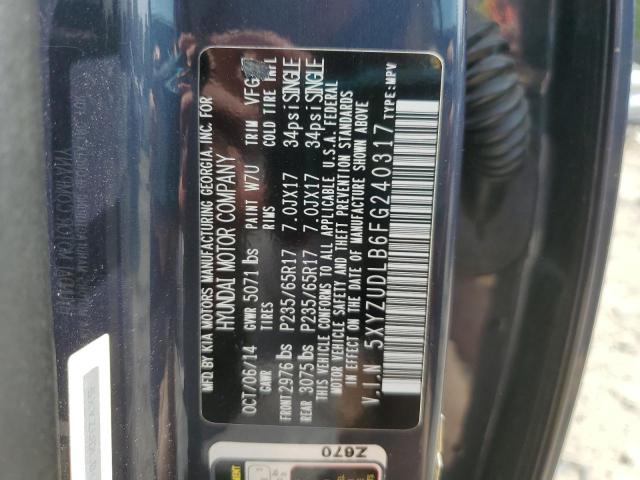 MFD BY KIA MOTORS MANUFACTURING GEORGIA, INC. FOR
HYUNDAI MOTOR COMPANY
OCT/06/14 GVWR 5071 lbs PAINT W7U TRIM VFG
GAWR TIRES RIMS COLD TIRE Infl
FRONT 2976 lbs P235/65R17 7.0JX17 34psi SINGLE
REAR 3075 lbs P235/65R17 7.0JX17 34psi SINGLE
THIS VEHICLE CONFORMS TO ALL APPLICABLE U.S.A. FEDERAL
MOTOR VEHICLE SAFETY AND THEFT PREVENTION STANDARDS
IN EFFECT ON THE DATE OF MANUFACTURE SHOWN ABOVE
V.I.N 5XYZUDLB6FG240317 TYPE:MPV
Z670